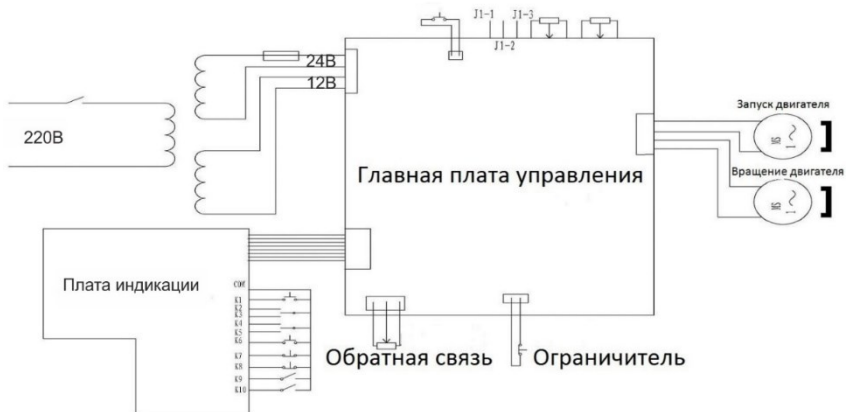 J1-1
J1-3
J1-2
24В
12В
220В
Запуск двигателя
Главная плата управления
Вращение двигателя
Плата индикации
COM
K1
K2
K3
K4
K5
K6
K7
K8
K9
K10
Обратная связь
Ограничитель